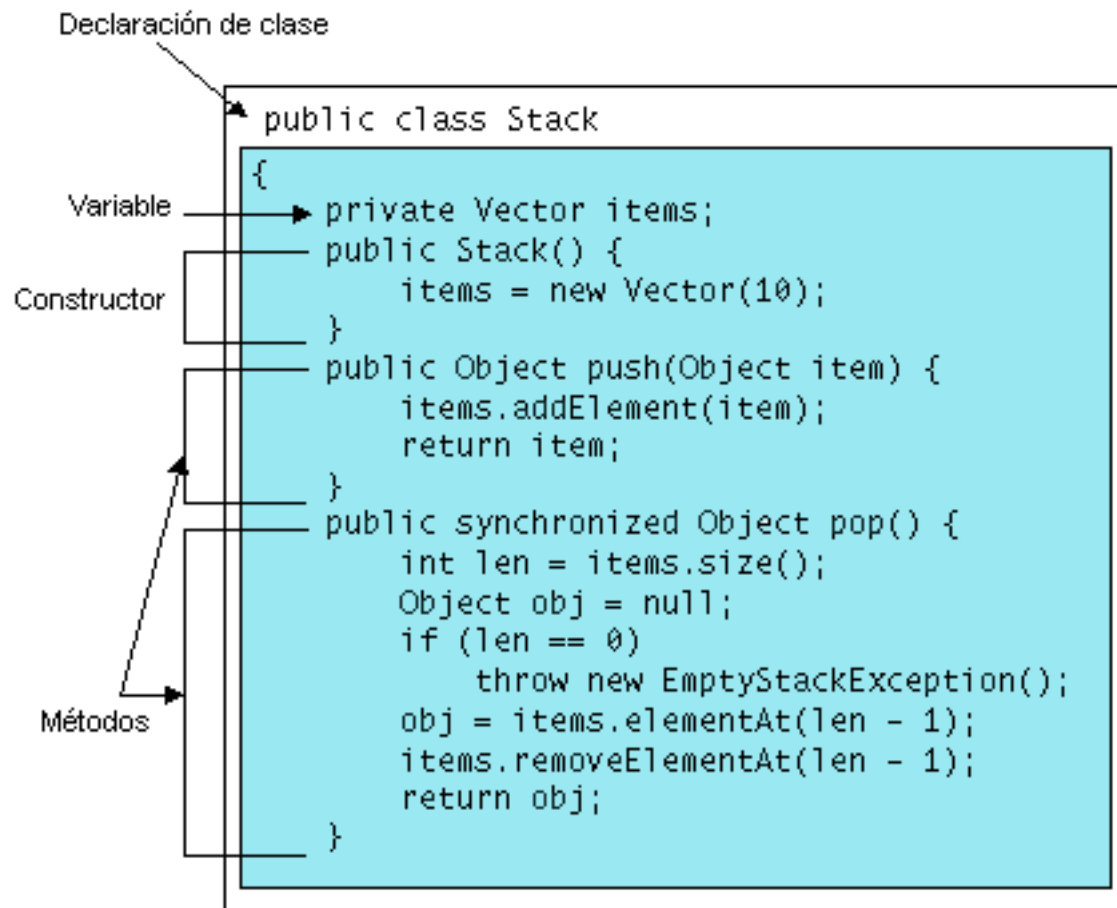 Declaración de clase
public class Stack
{
Variable
private Vector items;
public Stack() {
Constructor
items = new Vector(10);
}
public Object push(Object item) {
items.addElement(item);
return item;
}
public synchronized Object pop() {
int len = items.size();
Object obj = null;
if (len == 0)
throw new EmptyStackException();
Métodos
obj = items.elementAt(len - 1);
items.removeElementAt(len - 1);
return obj;
}